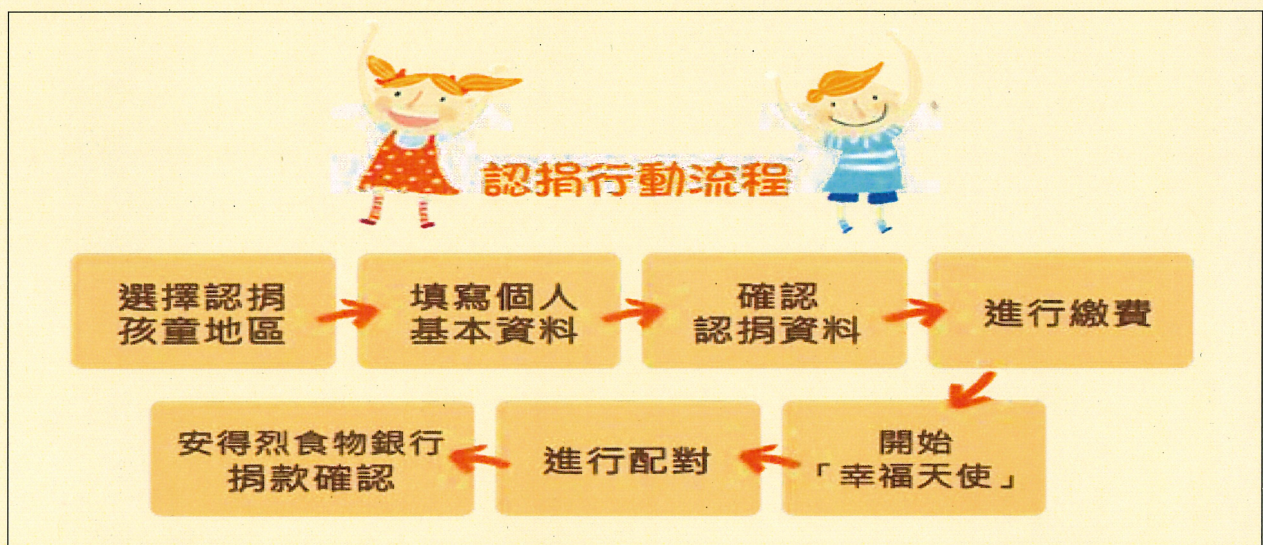 認捐行動流程
選擇認捐
孩童地區
填寫個人
基本資料
確認
認捐資料
進行繳費
開始
「幸福天使」
進行配對
安得烈食物銀行
捐款確認